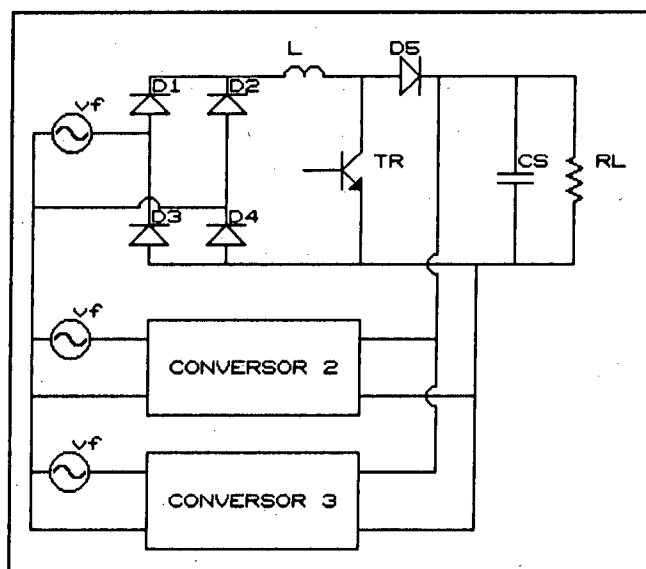 L
D5
D1
D2
vf
TR
CS
RL
D3
D4
vf
CONVERSOR 2
vf
CONVERSOR 3